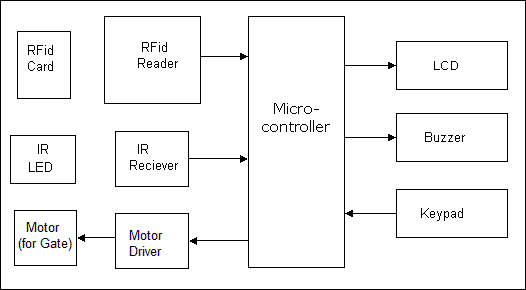 RFid
Card
RFid
Reader
Micro-
controller
LCD
IR
LED
IR
Reciever
Buzzer
Motor
(for Gate)
Motor
Driver
Keypad